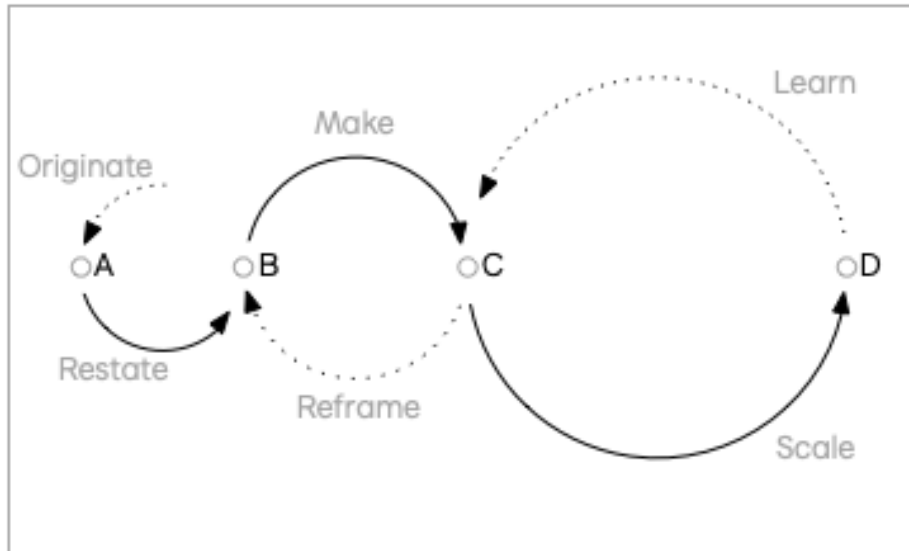 Learn
Make
Originate
A
B
C
D
Restate
Reframe
Scale